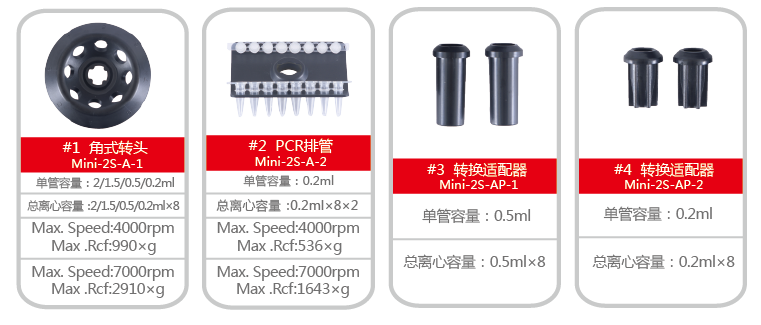 #1 角式转头
Mini-2S-A-1
单管容量：2/1.5/0.5/0.2ml
总离心容量:2/1.5/0.5/0.2ml×8
Max. Speed:4000rpm
Max .Rcf:990×g
Max. Speed:7000rpm
Max .Rcf:2910×g
#2 PCR排管
Mini-2S-A-2
单管容量：0.2ml
总离心容量:0.2ml×8×2
Max. Speed:4000rpm
Max .Rcf:536×g
Max. Speed:7000rpm
Max .Rcf:1643×g
#3 转换适配器
Mini-2S-AP-1
单管容量：0.5ml
总离心容量：0.5ml×8
#4 转换适配器
Mini-2S-AP-2
单管容量：0.2ml
总离心容量：0.2ml×8